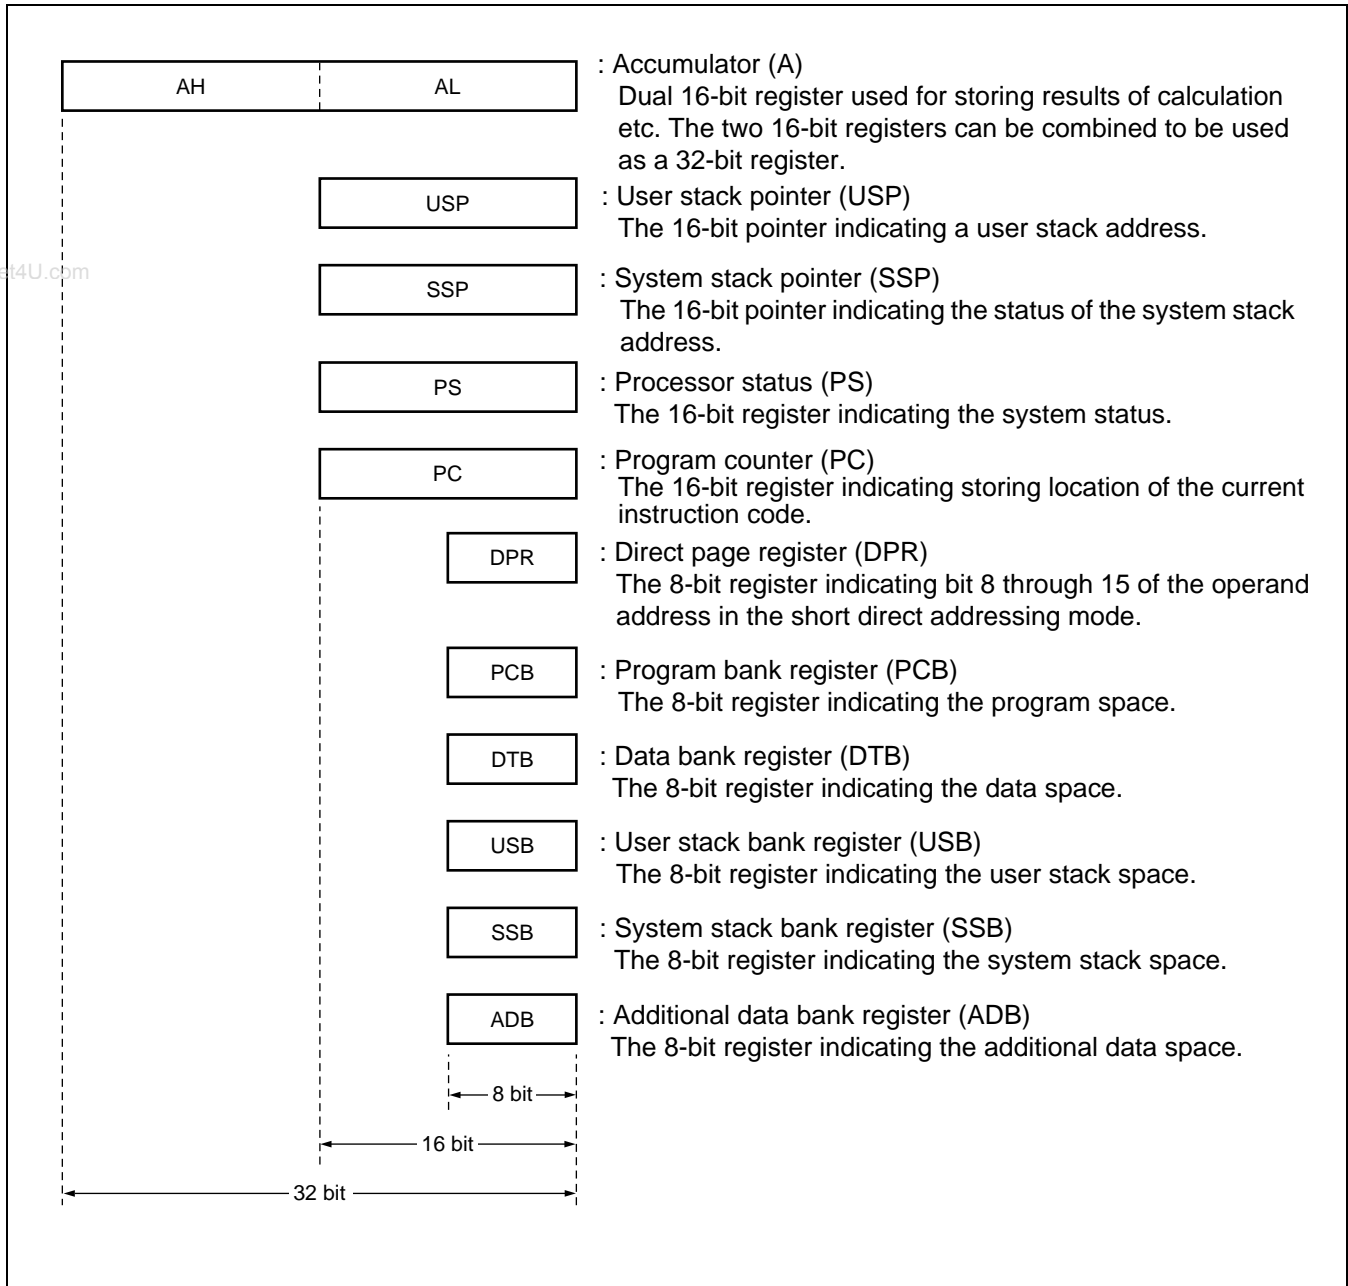 AH
AL
: Accumulator (A)
Dual 16-bit register used for storing results of calculation
etc. The two 16-bit registers can be combined to be used
as a 32-bit register.
USP
: User stack pointer (USP)
The 16-bit pointer indicating a user stack address.
et4U.com
SSP
: System stack pointer (SSP)
The 16-bit pointer indicating the status of the system stack
address.
PS
: Processor status (PS)
The 16-bit register indicating the system status.
PC
: Program counter (PC)
The 16-bit register indicating storing location of the current
instruction code.
DPR
: Direct page register (DPR)
The 8-bit register indicating bit 8 through 15 of the operand
address in the short direct addressing mode.
PCB
: Program bank register (PCB)
The 8-bit register indicating the program space.
DTB
: Data bank register (DTB)
The 8-bit register indicating the data space.
USB
: User stack bank register (USB)
The 8-bit register indicating the user stack space.
SSB
: System stack bank register (SSB)
The 8-bit register indicating the system stack space.
ADB
: Additional data bank register (ADB)
The 8-bit register indicating the additional data space.
8 bit
16 bit
32 bit